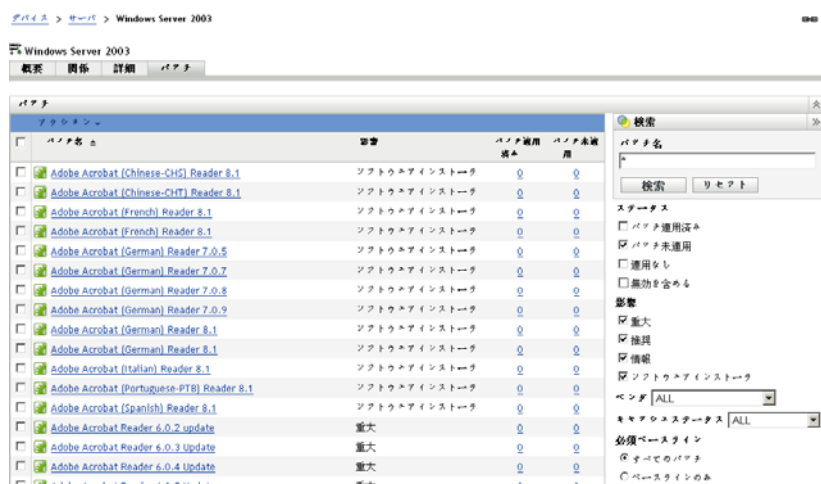 デバイス > サーバ > Windows Server 2003
Windows Server 2003
概要 関係 詳細 パッチ
パッチ
アクション
パッチ名 影響 パッチ適用済み パッチ未適用
Adobe Acrobat (Chinese-CHS) Reader 8.1 ソフトウェアインストーラ 0 0
Adobe Acrobat (Chinese-CHT) Reader 8.1 ソフトウェアインストーラ 0 0
Adobe Acrobat (French) Reader 8.1 ソフトウェアインストーラ 0 0
Adobe Acrobat (French) Reader 8.1 ソフトウェアインストーラ 0 0
Adobe Acrobat (German) Reader 7.0.5 ソフトウェアインストーラ 0 0
Adobe Acrobat (German) Reader 7.0.7 ソフトウェアインストーラ 0 0
Adobe Acrobat (German) Reader 7.0.8 ソフトウェアインストーラ 0 0
Adobe Acrobat (German) Reader 7.0.9 ソフトウェアインストーラ 0 0
Adobe Acrobat (German) Reader 8.1 ソフトウェアインストーラ 0 0
Adobe Acrobat (German) Reader 8.1 ソフトウェアインストーラ 0 0
Adobe Acrobat (Italian) Reader 8.1 ソフトウェアインストーラ 0 0
Adobe Acrobat (Portuguese-PTB) Reader 8.1 ソフトウェアインストーラ 0 0
Adobe Acrobat (Spanish) Reader 8.1 ソフトウェアインストーラ 0 0
Adobe Acrobat Reader 6.0.2 update 重大 0 0
Adobe Acrobat Reader 6.0.3 Update 重大 0 0
Adobe Acrobat Reader 6.0.4 Update 重大 0 0
検索
パッチ名
*
検索 リセット
ステータス
パッチ適用済み
パッチ未適用
適用なし
無効を含める
影響
重大
推奨
情報
ソフトウェアインストーラ
ベンダ ALL
キャッシュステータス ALL
必須ベースライン
すべてのパッチ
ベースラインのみ